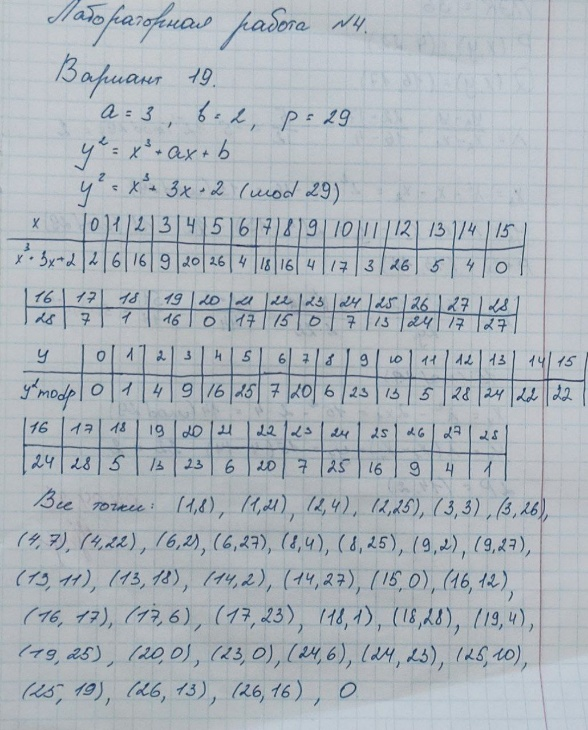 Лабораторная работа №4.
Вариант 19.
a = 3, b = 2, p = 29
y² = x³ + ax + b
y² = x³ + 3x + 2 (mod 29)
x | 0 | 1 | 2 | 3 | 4 | 5 | 6 | 7 | 8 | 9 | 10 | 11 | 12 | 13 | 14 | 15
x³+3x+2 | 2 | 6 | 16 | 9 | 20 | 26 | 4 | 18 | 16 | 4 | 17 | 3 | 26 | 5 | 4 | 0
16 | 17 | 18 | 19 | 20 | 21 | 22 | 23 | 24 | 25 | 26 | 27 | 28
28 | 7 | 1 | 16 | 0 | 17 | 15 | 0 | 7 | 13 | 24 | 17 | 27
y | 0 | 1 | 2 | 3 | 4 | 5 | 6 | 7 | 8 | 9 | 10 | 11 | 12 | 13 | 14 | 15
y² mod p | 0 | 1 | 4 | 9 | 16 | 25 | 7 | 20 | 6 | 23 | 13 | 5 | 28 | 24 | 22 | 22
16 | 17 | 18 | 19 | 20 | 21 | 22 | 23 | 24 | 25 | 26 | 27 | 28
24 | 28 | 5 | 13 | 23 | 6 | 20 | 7 | 25 | 16 | 9 | 4 | 1
Все точки: (1,8), (1,21), (2,4), (2,25), (3,3), (3,26),
(4,7), (4,22), (6,2), (6,27), (8,4), (8,25), (9,2), (9,27),
(13,11), (13,18), (14,2), (14,27), (15,0), (16,12),
(16,17), (17,6), (17,23), (18,1), (18,28), (19,4),
(19,25), (20,0), (23,0), (24,6), (24,23), (25,10),
(25,19), (26,13), (26,16), O